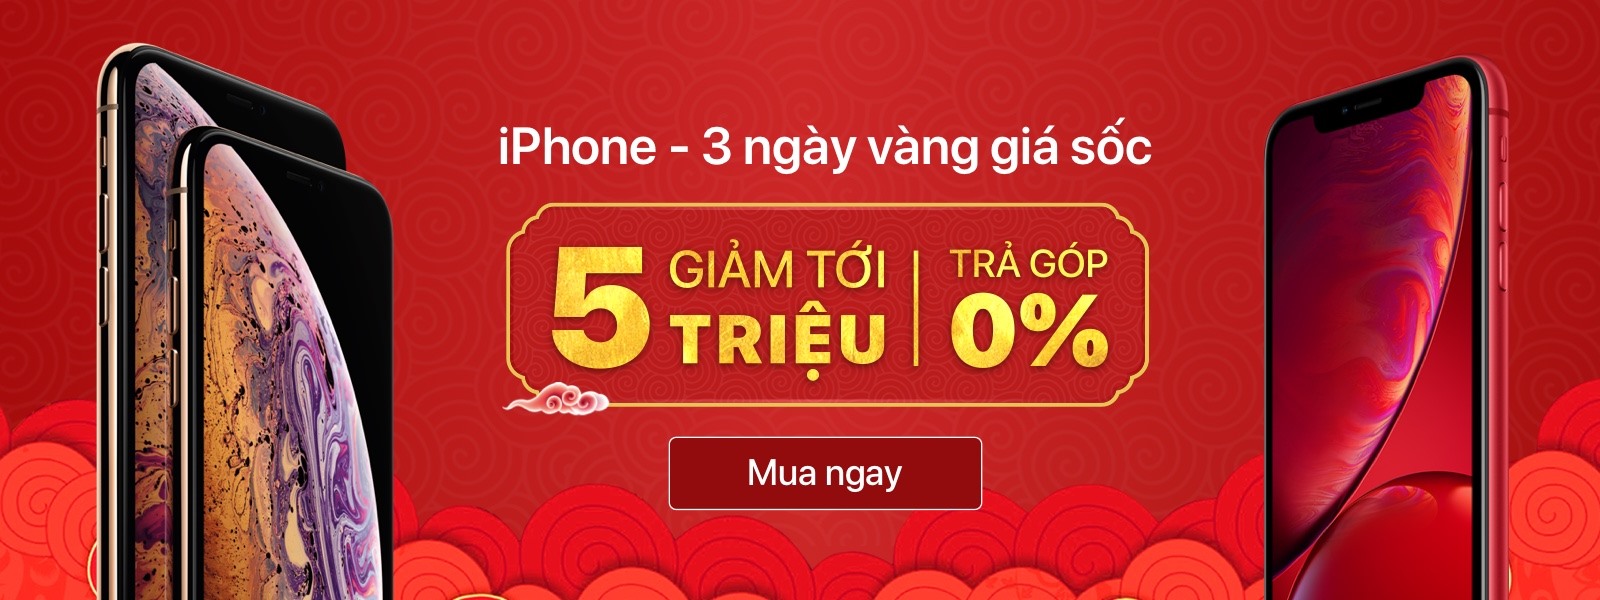 iPhone - 3 ngày vàng giá sốc
5 GIẢM TỚI
TRIỆU
TRẢ GÓP
0%
Mua ngay